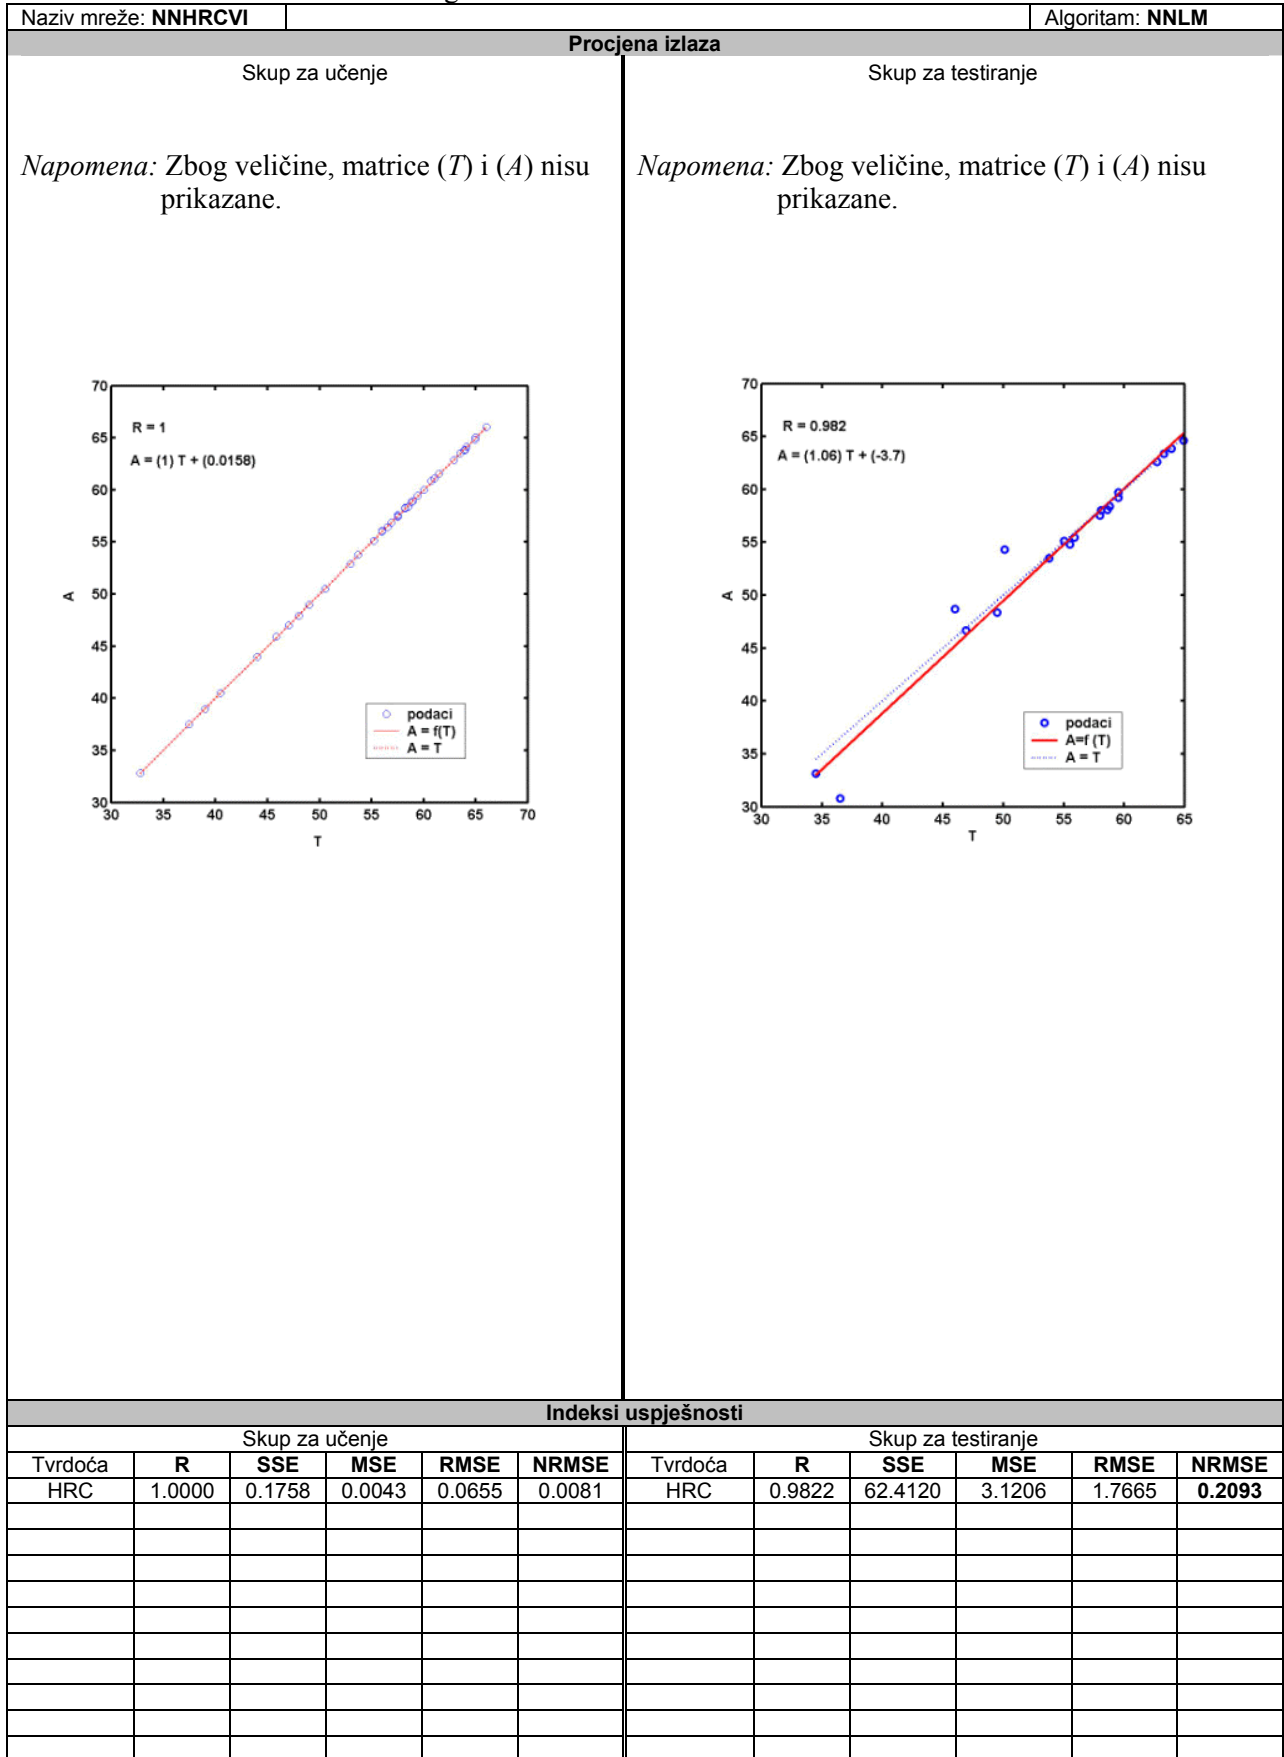 Naziv mreže: NNHRCVI Algoritam: NNLM
Procjena izlaza
Skup za učenje
Napomena: Zbog veličine, matrice (T) i (A) nisu
prikazane.
70
65
60
55
50
45
40
35
30
A
R = 1
A = (1) T + (0.0158)
podaci
A = f(T)
A = T
30 35 40 45 50 55 60 65 70
T
Skup za testiranje
Napomena: Zbog veličine, matrice (T) i (A) nisu
prikazane.
70
65
60
55
50
45
40
35
30
A
R = 0.982
A = (1.06) T + (-3.7)
podaci
A=f (T)
A = T
30 35 40 45 50 55 60 65
T
Indeksi uspješnosti
Skup za učenje Skup za testiranje
Tvrdoća R SSE MSE RMSE NRMSE Tvrdoća R SSE MSE RMSE NRMSE
HRC 1.0000 0.1758 0.0043 0.0655 0.0081 HRC 0.9822 62.4120 3.1206 1.7665 0.2093